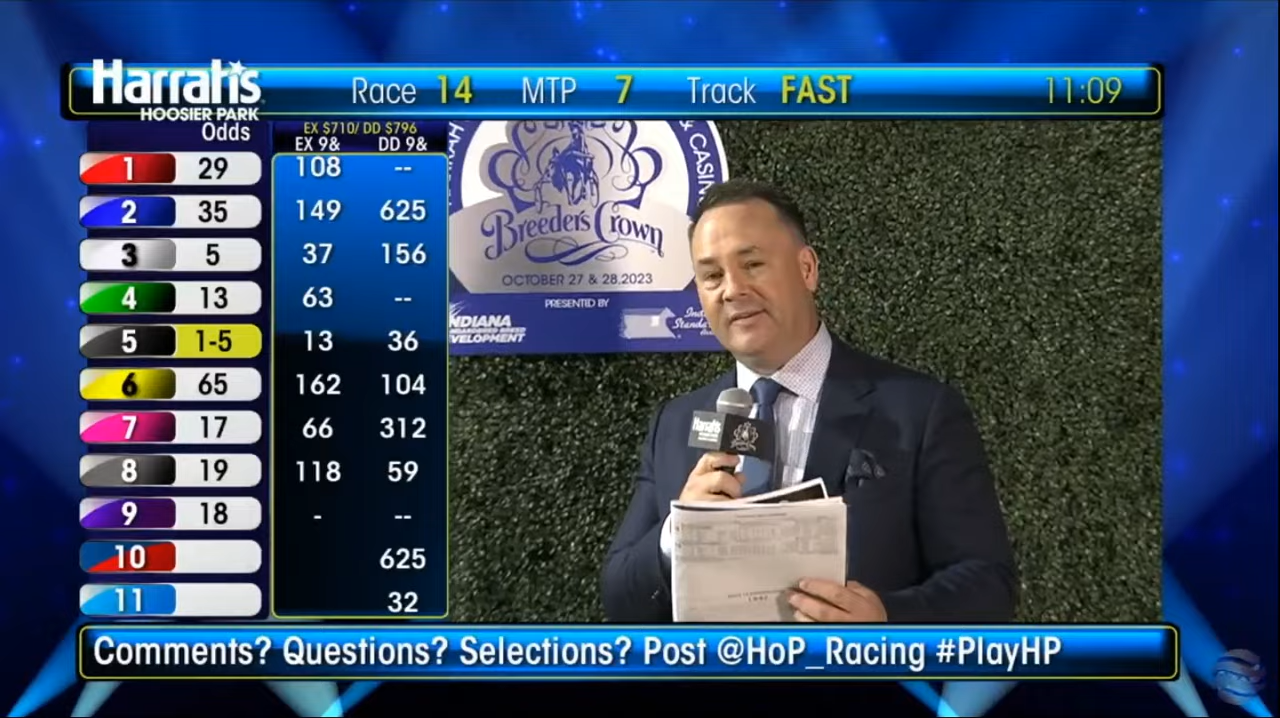 Harrah's
HOOSIER PARK
Race 14 MTP 7 Track FAST 11:09
Odds
EX $710/ DD $796
EX 9& DD 9&
1 29 108 --
2 35 149 625
3 5 37 156
4 13 63 --
5 1-5 13 36
6 65 162 104
7 17 66 312
8 19 118 59
9 18 - --
10 625
11 32
& CASIN
Breeders Crown
OCTOBER 27 & 28, 2023
PRESENTED BY
NDIANA
VELOPMENT
Harrah's
Comments? Questions? Selections? Post @HoP_Racing #PlayHP